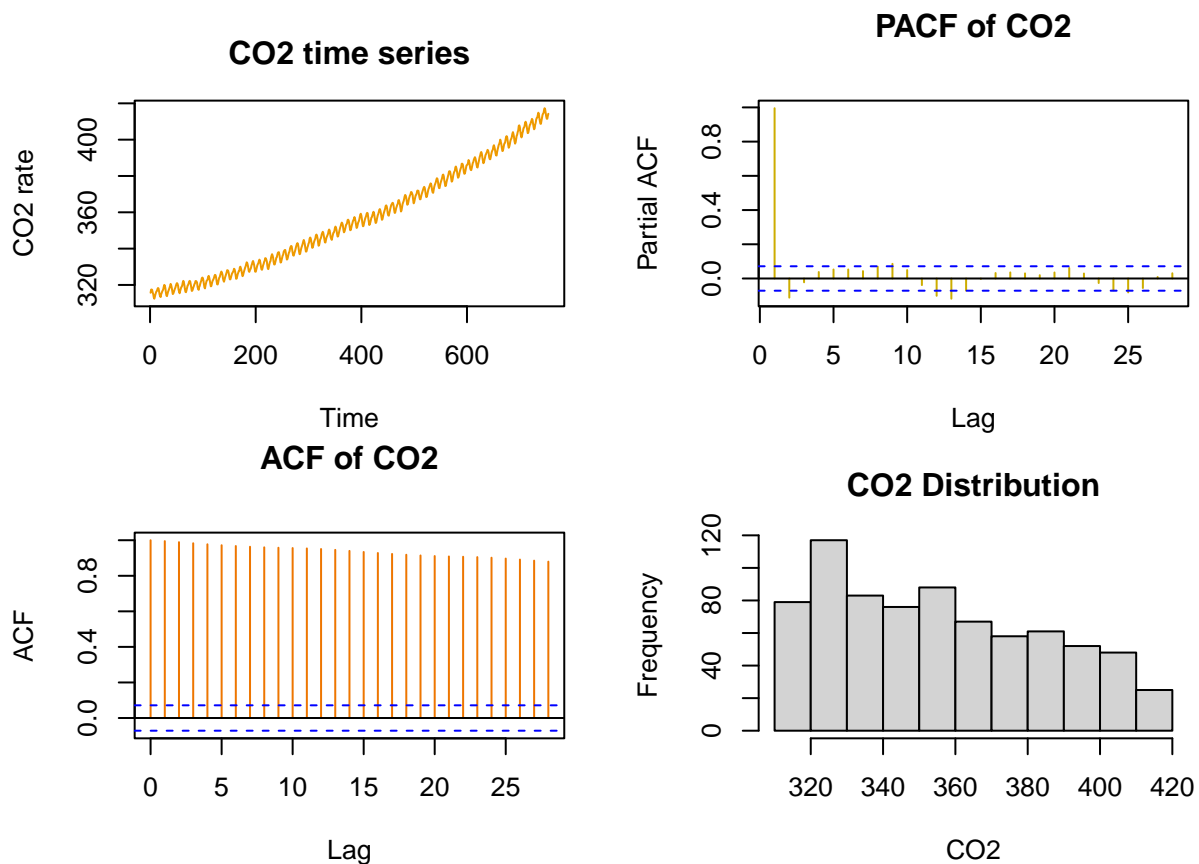 CO2 time series
CO2 rate
320 360 400
0 200 400 600
Time
PACF of CO2
Partial ACF
0.0 0.4 0.8
0 5 10 15 20 25
Lag
ACF of CO2
ACF
0.0 0.4 0.8
0 5 10 15 20 25
Lag
CO2 Distribution
Frequency
0 40 80 120
320 340 360 380 400 420
CO2